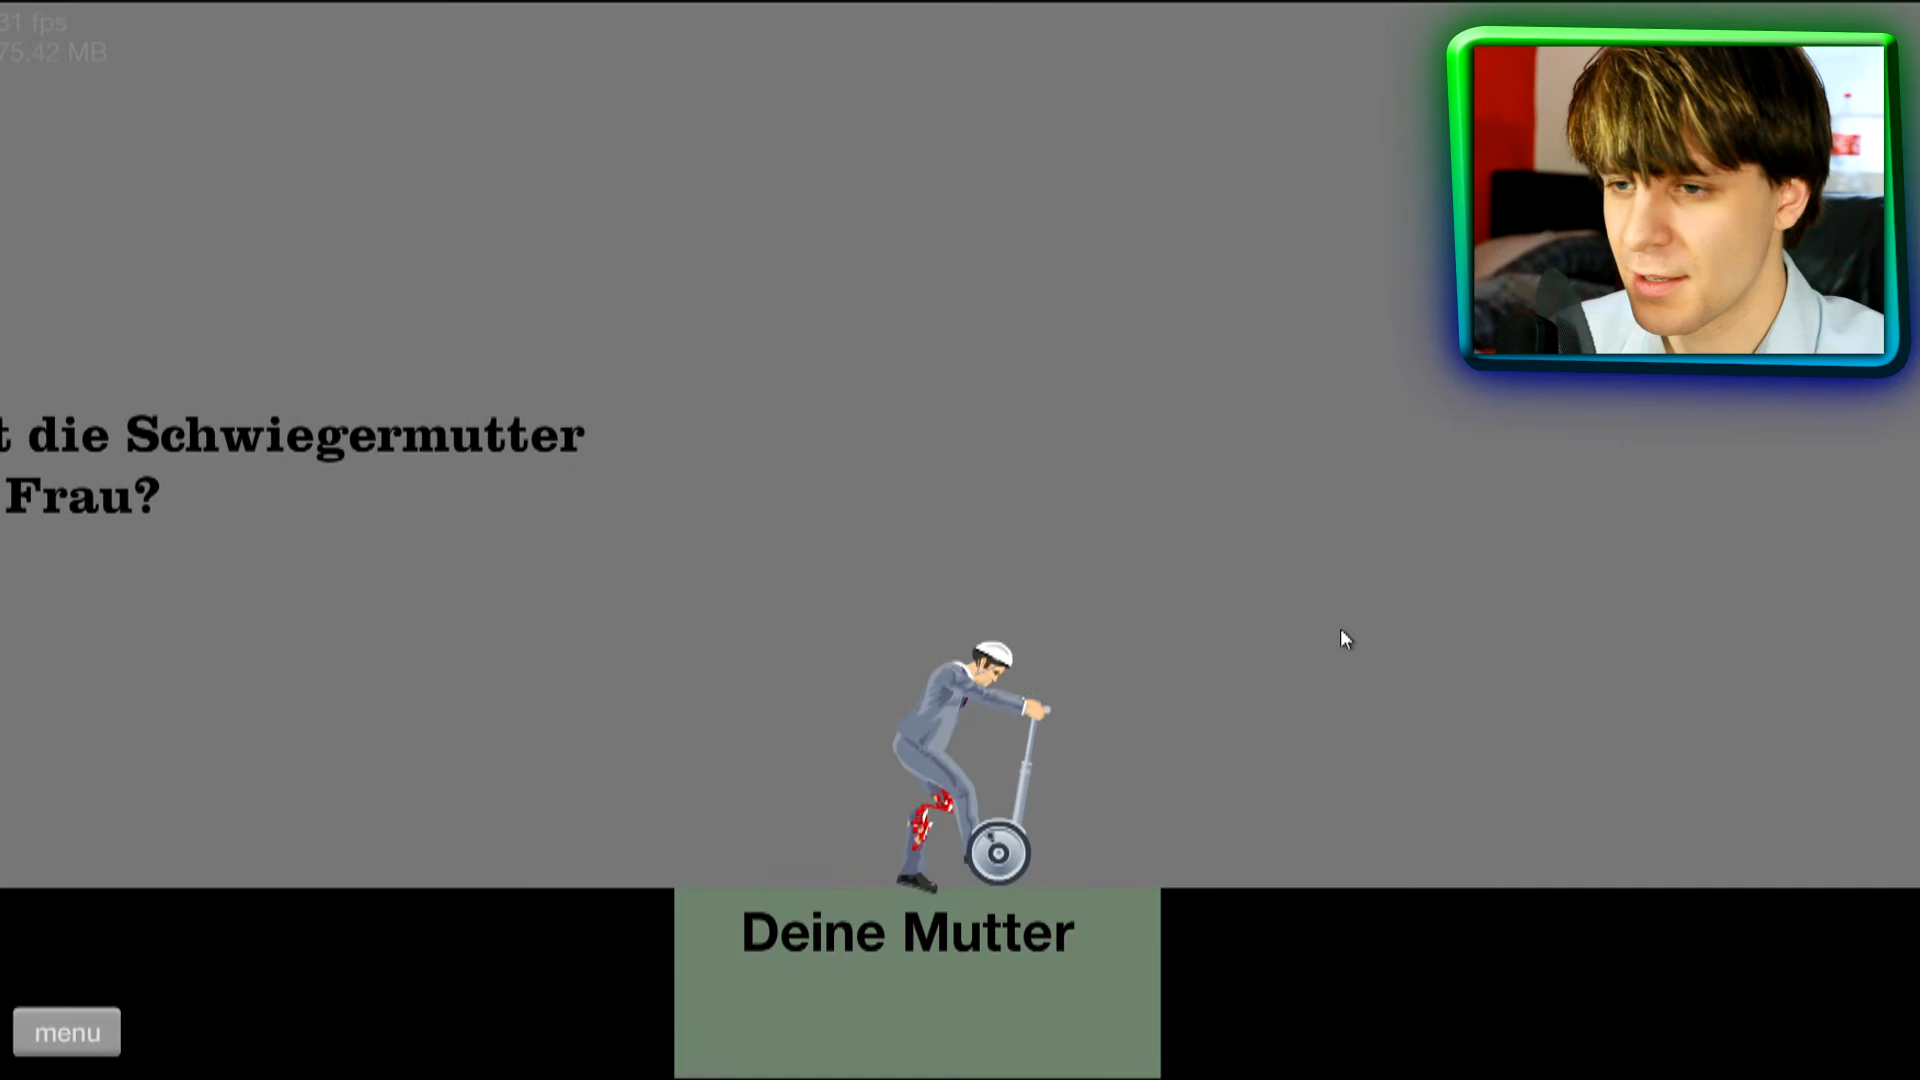 31 fps
75.42 MB
t die Schwiegermutter
Frau?
Deine Mutter
menu